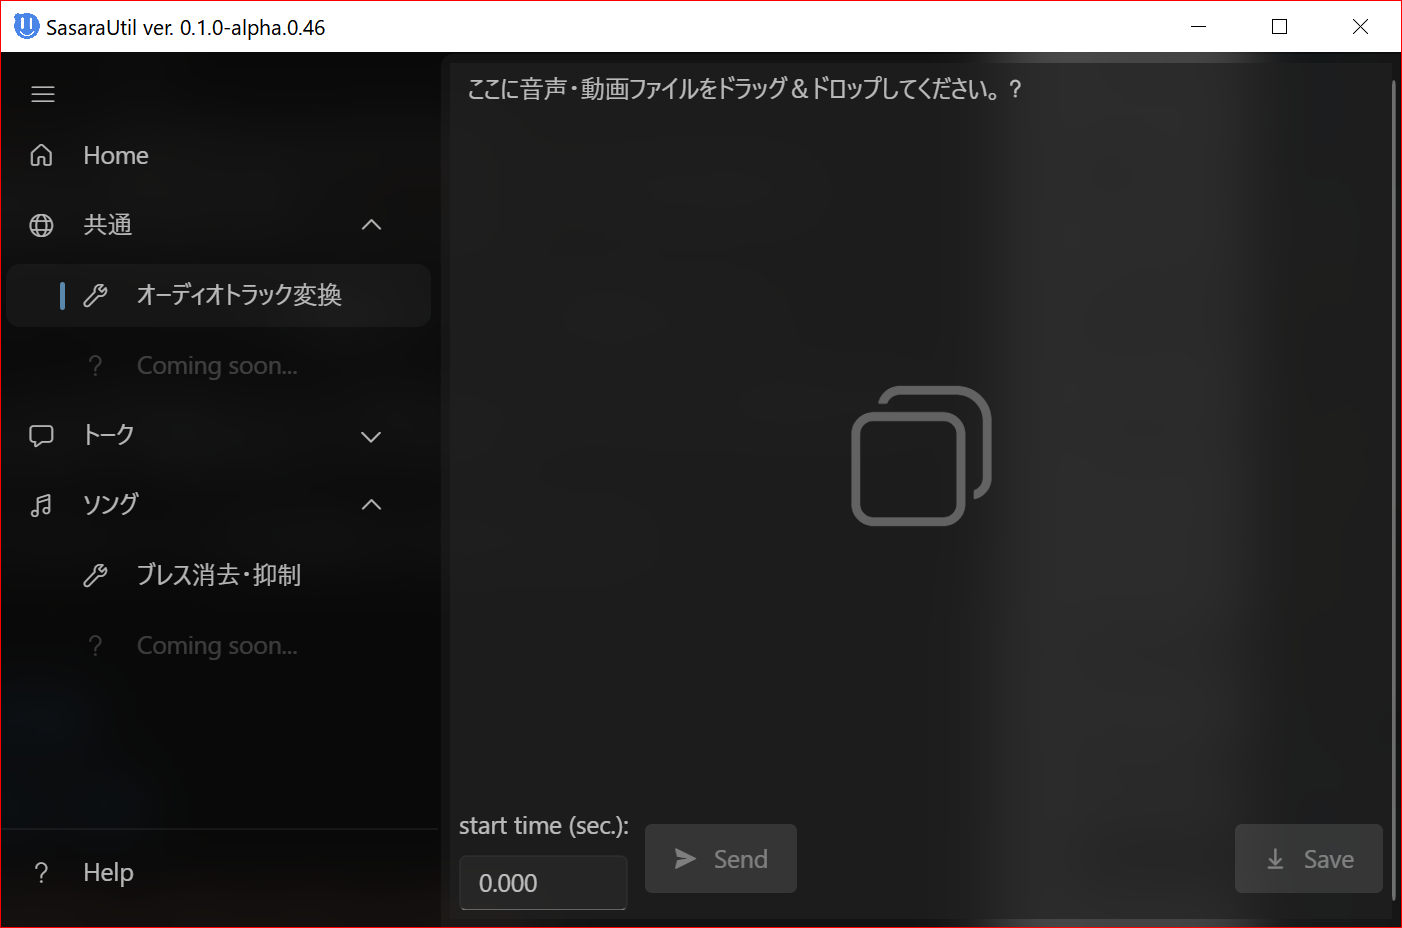 SasaraUtil ver. 0.1.0-alpha.0.46
Home
共通
オーディオトラック変換
? Coming soon...
トーク
ソング
ブレス消去・抑制
? Coming soon...
? Help
ここに音声・動画ファイルをドラッグ＆ドロップしてください。 ?
start time (sec.):
0.000
Send
Save